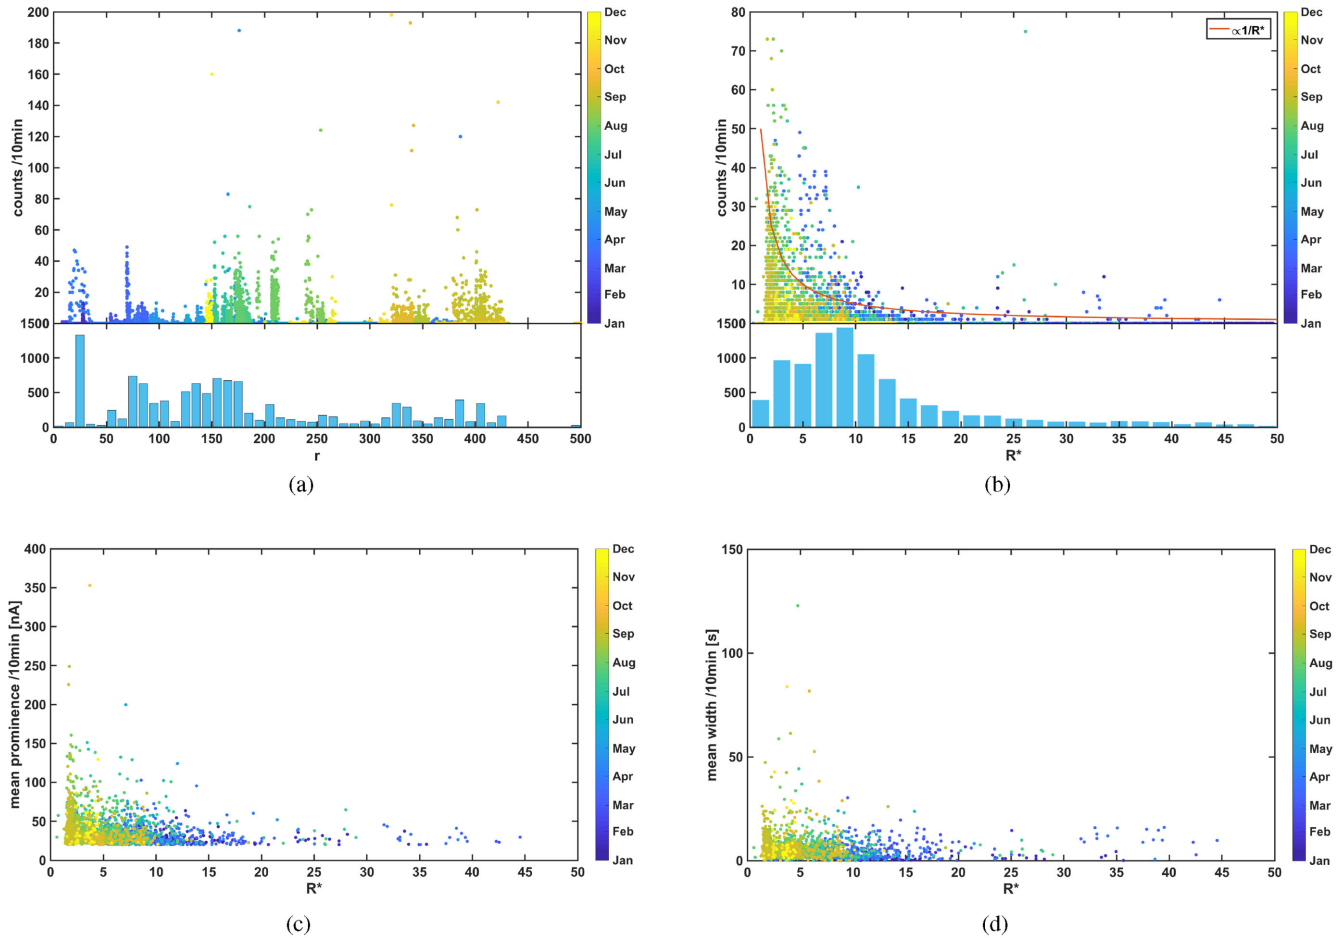 200
180
160
140
120
100
80
60
40
20
1500
1000
500
0
0 50 100 150 200 250 300 350 400 450 500
counts /10min
r
Dec
Nov
Oct
Sep
Aug
Jul
Jun
May
Apr
Mar
Feb
Jan
(a)
80
70
60
50
40
30
20
10
1500
1000
500
0
0 5 10 15 20 25 30 35 40 45 50
counts /10min
R*
∝1/R*
Dec
Nov
Oct
Sep
Aug
Jul
Jun
May
Apr
Mar
Feb
Jan
(b)
400
350
300
250
200
150
100
50
0
0 5 10 15 20 25 30 35 40 45 50
mean prominence /10min [nA]
R*
Dec
Nov
Oct
Sep
Aug
Jul
Jun
May
Apr
Mar
Feb
Jan
(c)
150
100
50
0
0 5 10 15 20 25 30 35 40 45 50
mean width /10min [s]
R*
Dec
Nov
Oct
Sep
Aug
Jul
Jun
May
Apr
Mar
Feb
Jan
(d)